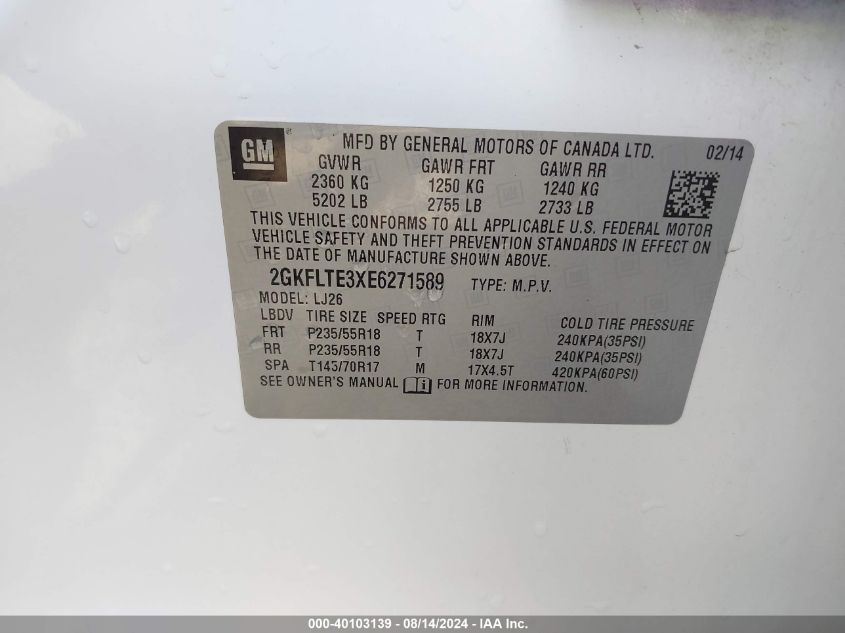 GM
MFD BY GENERAL MOTORS OF CANADA LTD. 02/14
GVWR GAWR FRT GAWR RR
2360 KG 1250 KG 1240 KG
5202 LB 2755 LB 2733 LB
THIS VEHICLE CONFORMS TO ALL APPLICABLE U.S. FEDERAL MOTOR
VEHICLE SAFETY AND THEFT PREVENTION STANDARDS IN EFFECT ON
THE DATE OF MANUFACTURE SHOWN ABOVE.
2GKFLTE3XE6271589 TYPE: M.P.V.
MODEL: LJ26
LBDV TIRE SIZE SPEED RTG RIM COLD TIRE PRESSURE
FRT P235/55R18 T 18X7J 240KPA(35PSI)
RR P235/55R18 T 18X7J 240KPA(35PSI)
SPA T143/70R17 M 17X4.5T 420KPA(60PSI)
SEE OWNER'S MANUAL FOR MORE INFORMATION.
000-40103139 - 08/14/2024 - IAA Inc.